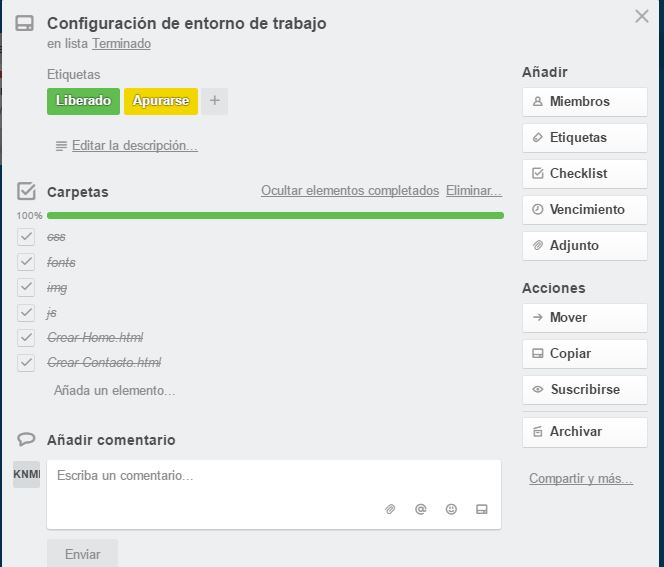 Configuración de entorno de trabajo
en lista Terminado
Etiquetas
Liberado Apurarse +
Editar la descripción...
Carpetas Ocultar elementos completados Eliminar...
100%
css
fonts
img
js
Crear Home.html
Crear Contacto.html
Añada un elemento...
Añadir comentario
KNM
Escriba un comentario...
Enviar
Añadir
Miembros
Etiquetas
Checklist
Vencimiento
Adjunto
Acciones
Mover
Copiar
Suscribirse
Archivar
Compartir y más...